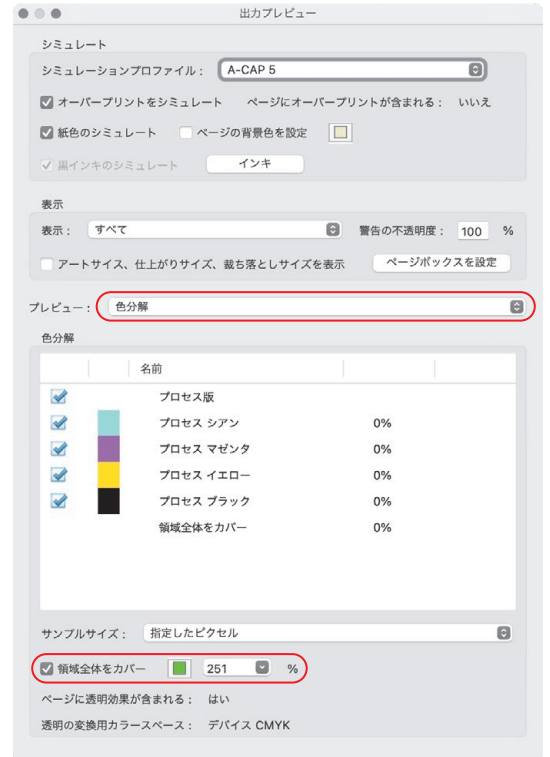 出力プレビュー
シミュレート
シミュレーションプロファイル： A-CAP 5
オーバープリントをシミュレート ページにオーバープリントが含まれる： いいえ
紙色のシミュレート ページの背景色を設定
黒インキのシミュレート インキ
表示
表示： すべて 警告の不透明度： 100 %
アートサイズ、仕上がりサイズ、裁ち落としサイズを表示 ページボックスを設定
プレビュー： 色分解
色分解
名前
プロセス版
プロセス シアン 0%
プロセス マゼンタ 0%
プロセス イエロー 0%
プロセス ブラック 0%
領域全体をカバー 0%
サンプルサイズ： 指定したピクセル
領域全体をカバー 251 %
ページに透明効果が含まれる： はい
透明の変換用カラースペース： デバイス CMYK